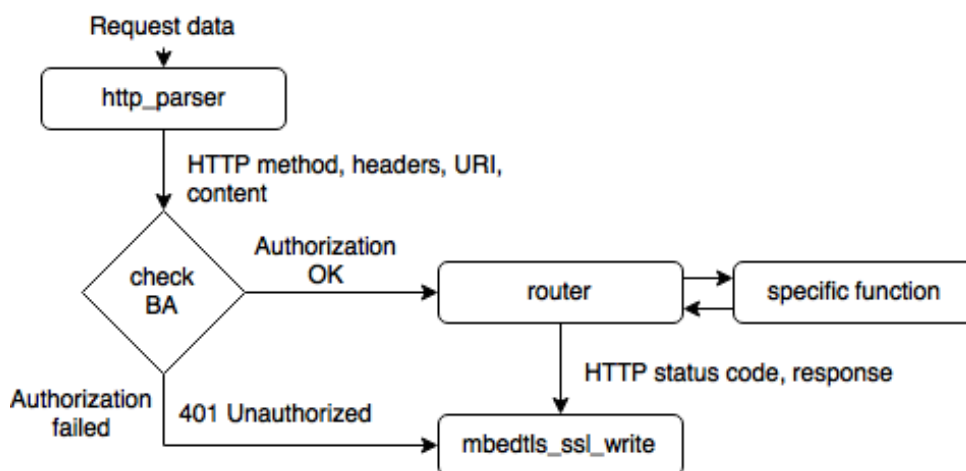 Request data
http_parser
HTTP method, headers, URI,
content
check
BA
Authorization
OK
router
specific function
HTTP status code, response
Authorization
failed
401 Unauthorized
mbedtls_ssl_write